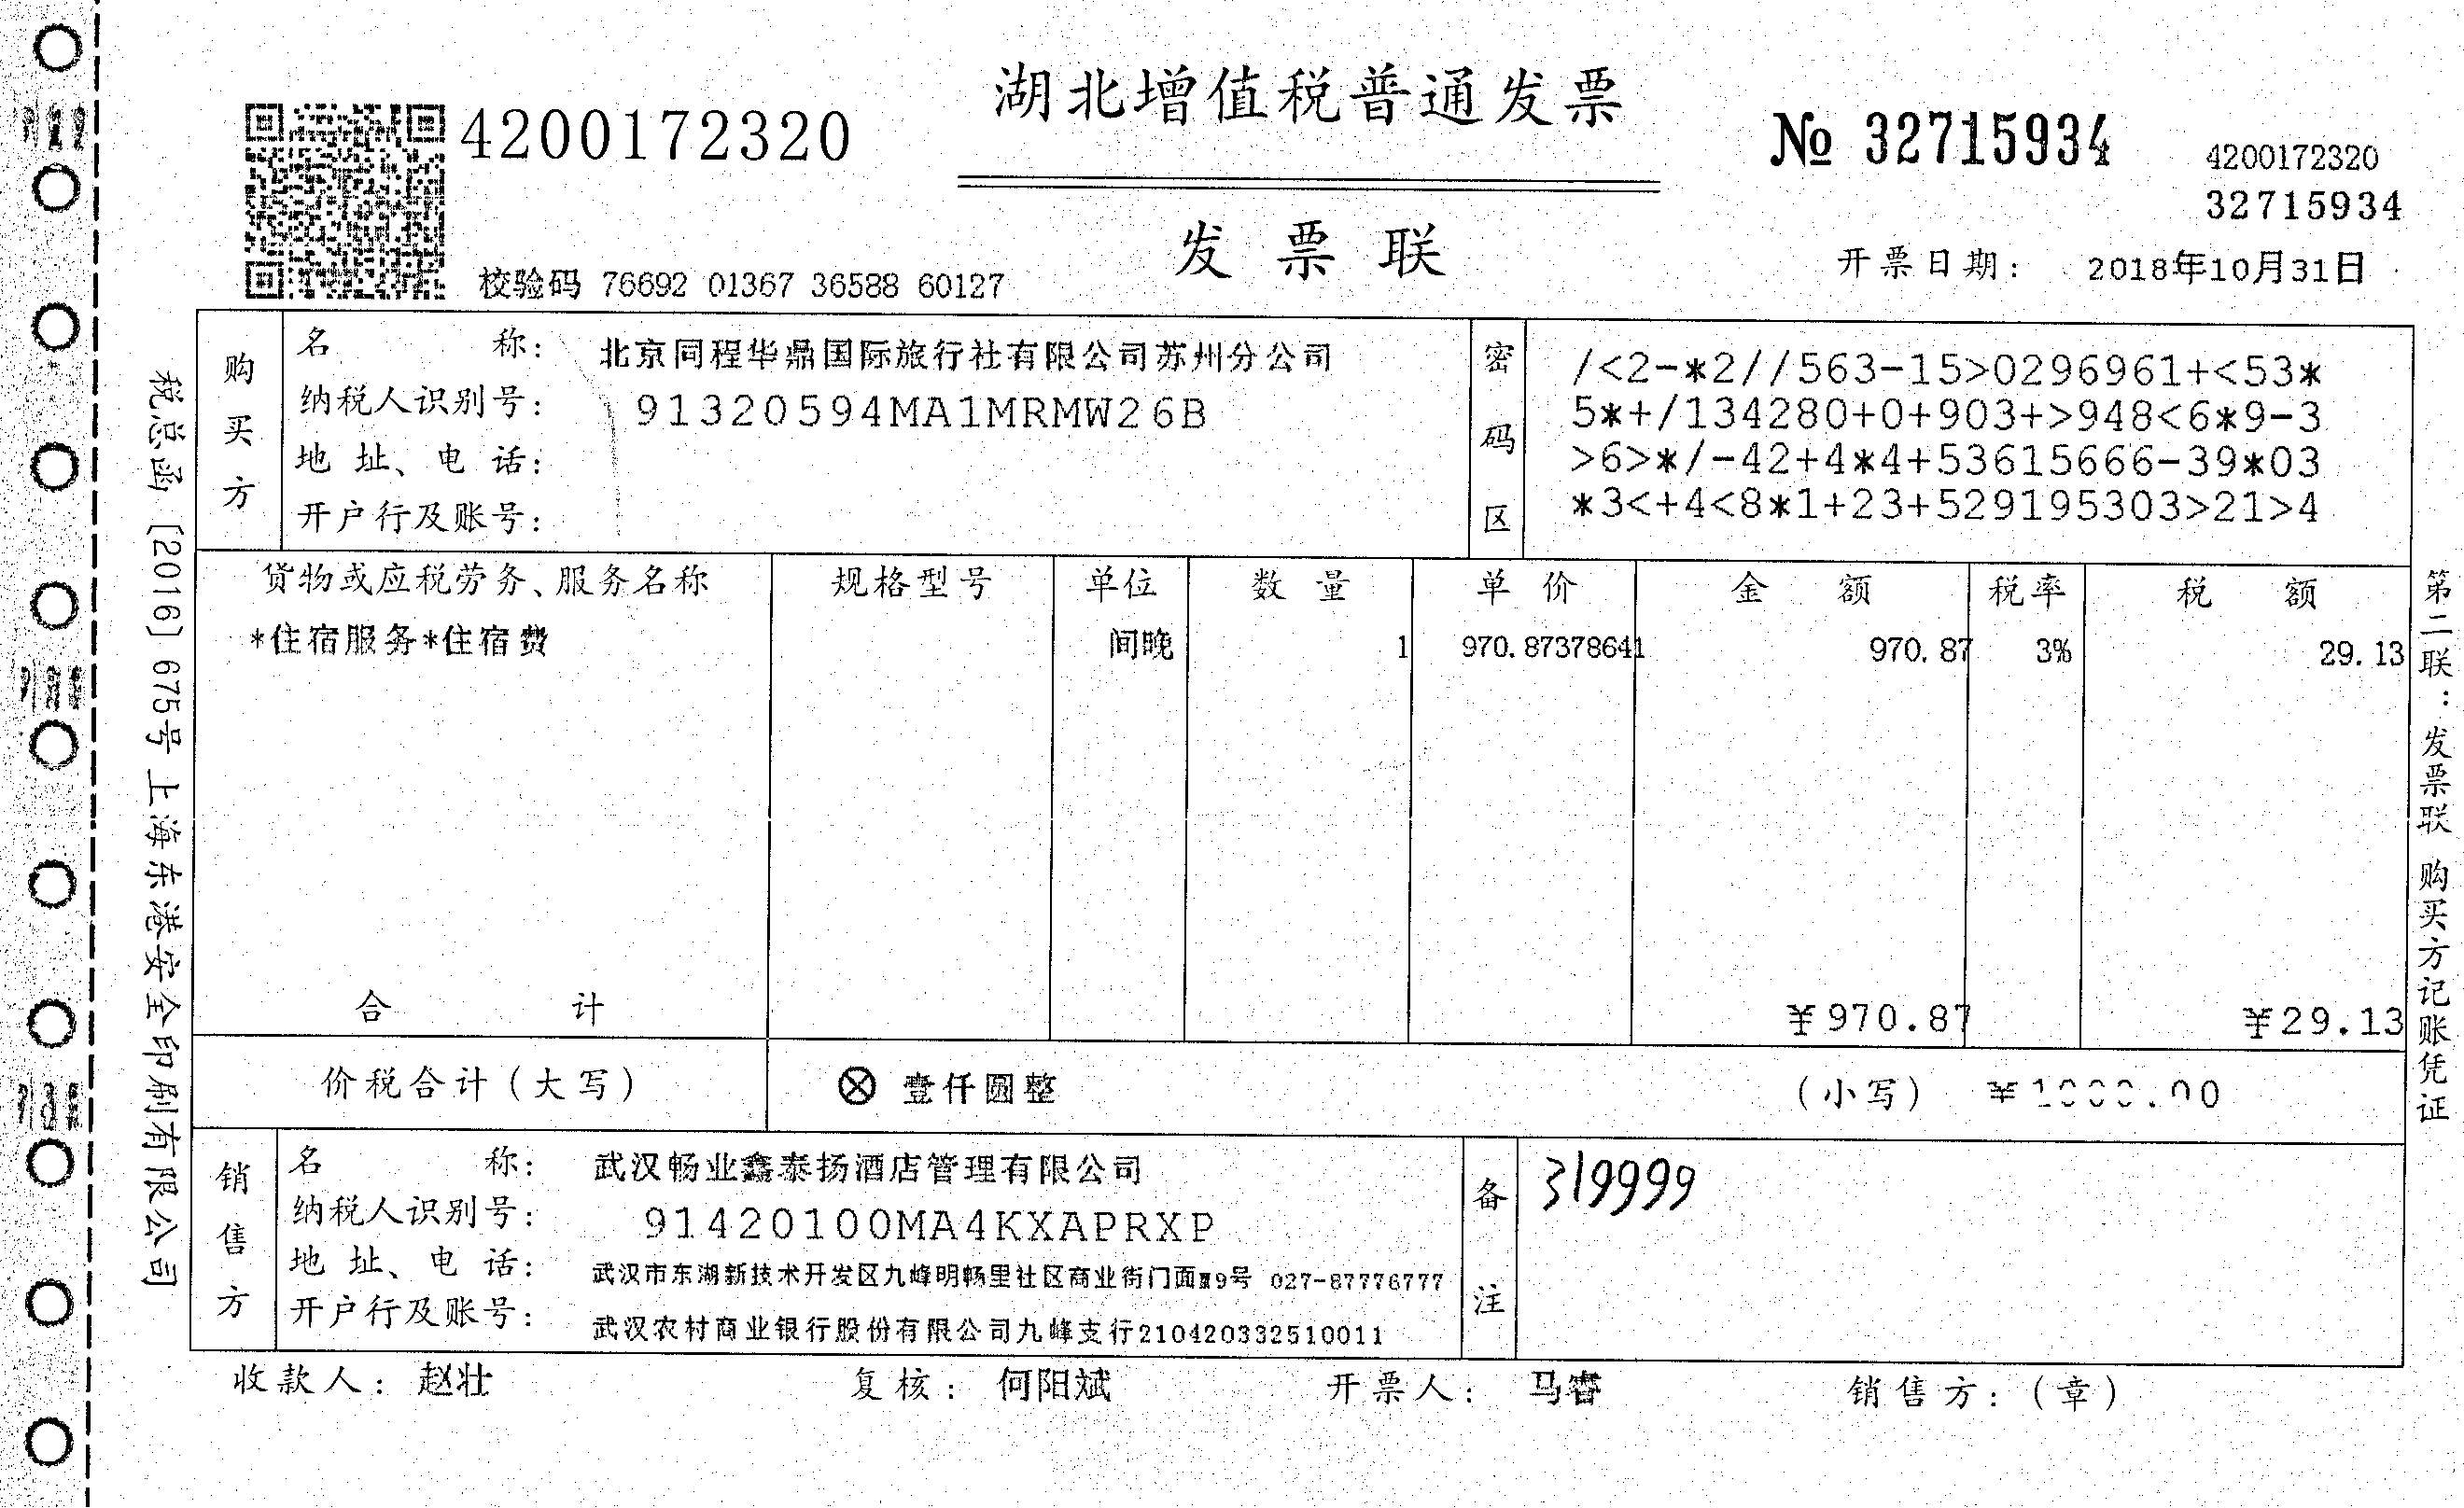 湖北增值税普通发票
4200172320
№ 32715934
4200172320
32715934
发票联
校验码 76692 01367 36588 60127
开票日期: 2018年10月31日
购买方
名 称: 北京同程华鼎国际旅行社有限公司苏州分公司
纳税人识别号: 91320594MA1MRMW26B
地 址、电 话:
开户行及账号:
密码区
/<2-*2//563-15>0296961+<53*
5*+/134280+0+903+>948<6*9-3
>6>*/-42+4*4+53615666-39*03
*3<+4<8*1+23+529195303>21>4
货物或应税劳务、服务名称 规格型号 单位 数 量 单 价 金 额 税率 税 额
*住宿服务*住宿费 间晚 1 970.87378641 970.87 3% 29.13
合 计 ¥970.87 ¥29.13
价税合计(大写) ⊗ 壹仟圆整 (小写) ¥1000.00
销售方
名 称: 武汉畅业鑫泰扬酒店管理有限公司
纳税人识别号: 91420100MA4KXAPRXP
地 址、电 话: 武汉市东湖新技术开发区九峰明畅里社区商业街门面9号 027-87776777
开户行及账号: 武汉农村商业银行股份有限公司九峰支行210420332510011
备注
319999
收款人: 赵壮 复核: 何阳斌 开票人: 马睿 销售方:(章)
税总函〔2016〕675号上海东港安全印刷有限公司
第二联:发票联 购买方记账凭证